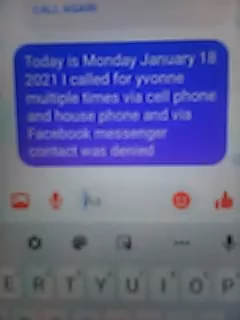 CALL AGAIN
Today is Monday January 18
2021 I called for yvonne
multiple times via cell phone
and house phone and via
Facebook messenger
contact was denied
Aa
E R T Y U I O P